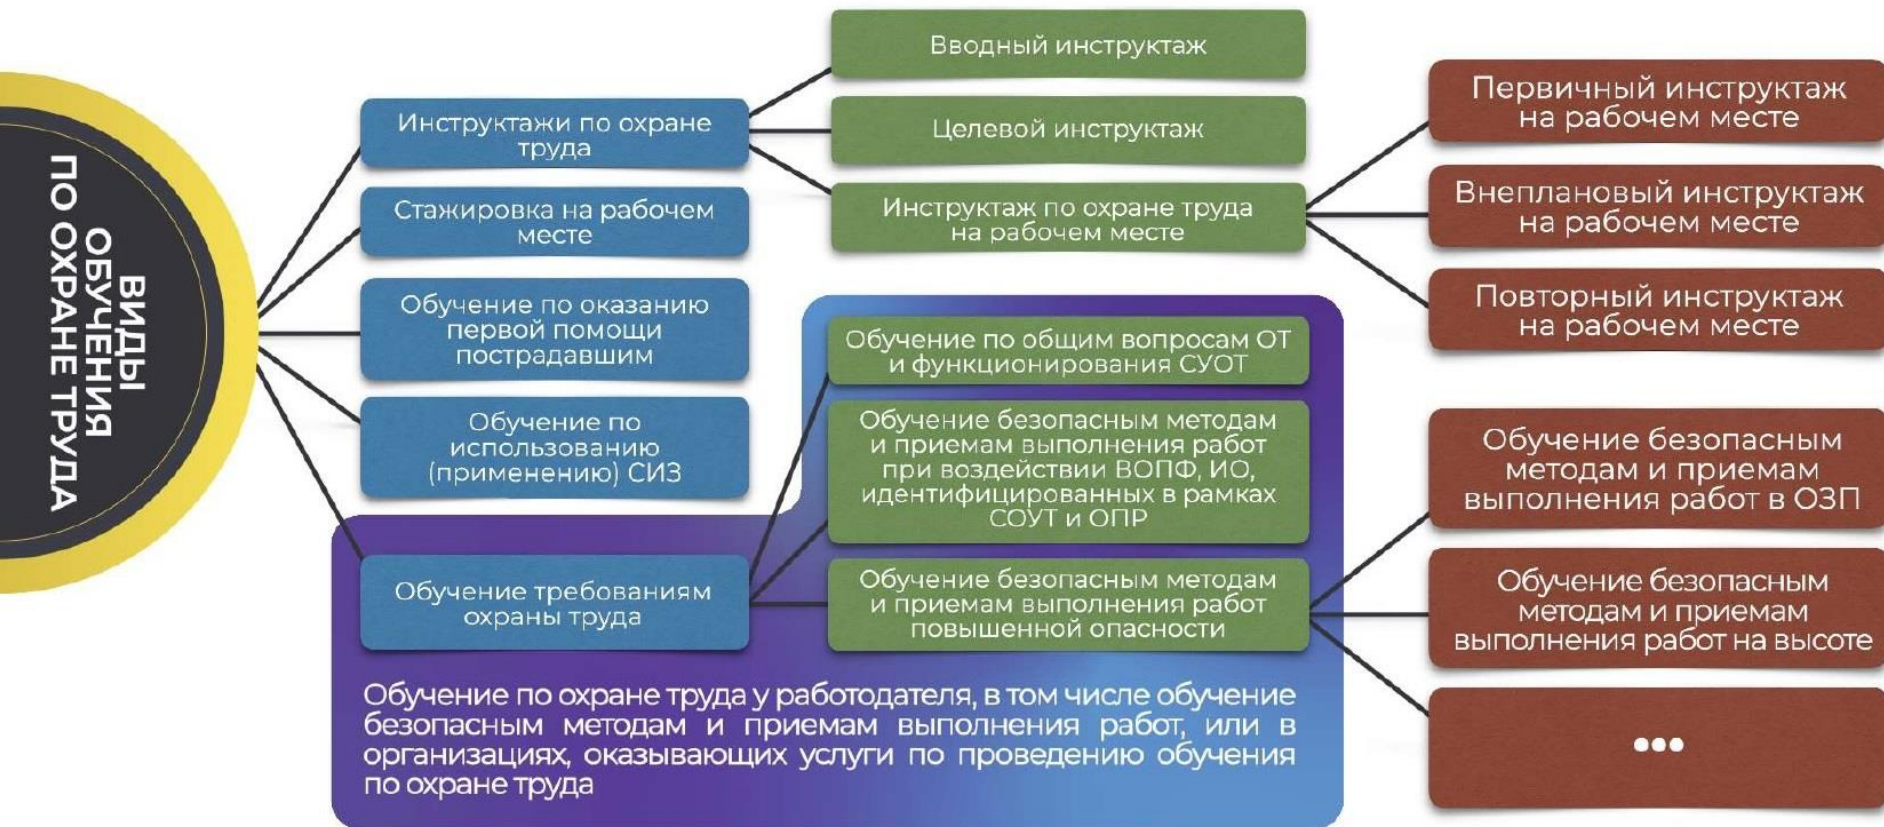 ВИДЫ
ОБУЧЕНИЯ
ПО ОХРАНЕ ТРУДА
Инструктажи по охране
труда
Стажировка на рабочем
месте
Обучение по оказанию
первой помощи
пострадавшим
Обучение по
использованию
(применению) СИЗ
Обучение требованиям
охраны труда
Вводный инструктаж
Целевой инструктаж
Инструктаж по охране труда
на рабочем месте
Обучение по общим вопросам ОТ
и функционирования СУОТ
Обучение безопасным методам
и приемам выполнения работ
при воздействии ВОПФ, ИО,
идентифицированных в рамках
СОУТ и ОПР
Обучение безопасным методам
и приемам выполнения работ
повышенной опасности
Первичный инструктаж
на рабочем месте
Внеплановый инструктаж
на рабочем месте
Повторный инструктаж
на рабочем месте
Обучение безопасным
методам и приемам
выполнения работ в ОЗП
Обучение безопасным
методам и приемам
выполнения работ на высоте
...
Обучение по охране труда у работодателя, в том числе обучение
безопасным методам и приемам выполнения работ, или в
организациях, оказывающих услуги по проведению обучения
по охране труда